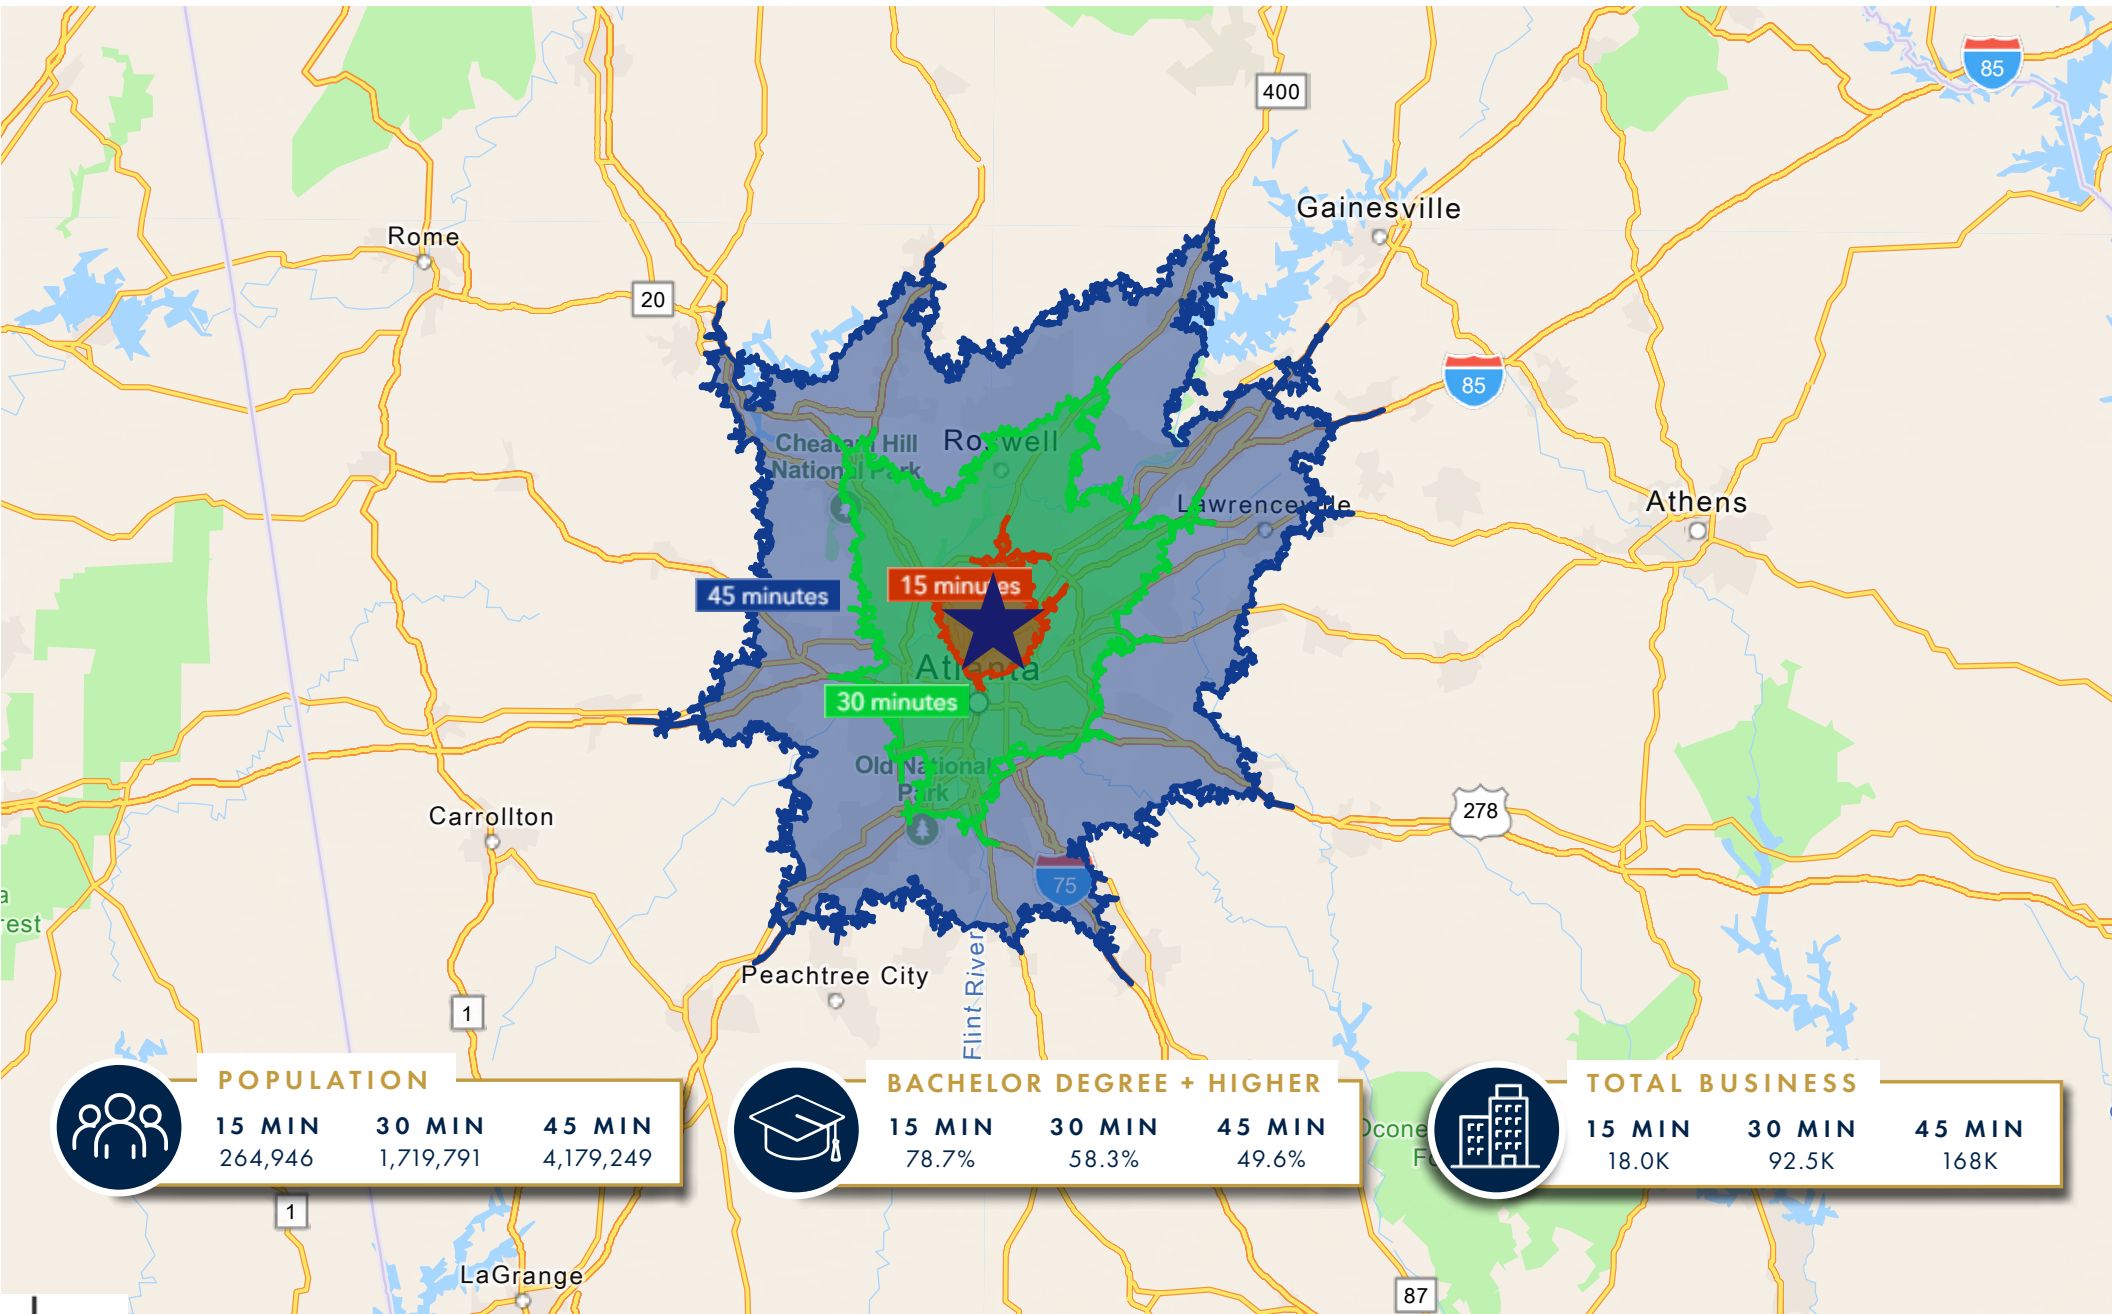 85
400
Gainesville
Rome
20
85
Cheatam Hill
National Park
Roswell
Lawrenceville
Athens
15 minutes
45 minutes
Atlanta
30 minutes
Old National
Park
278
Carrollton
75
a
rest
Peachtree City
Flint River
1
POPULATION
15 MIN 30 MIN 45 MIN
264,946 1,719,791 4,179,249
BACHELOR DEGREE + HIGHER
15 MIN 30 MIN 45 MIN
78.7% 58.3% 49.6%
Ocone
Fo
TOTAL BUSINESS
15 MIN 30 MIN 45 MIN
18.0K 92.5K 168K
1
LaGrange
87